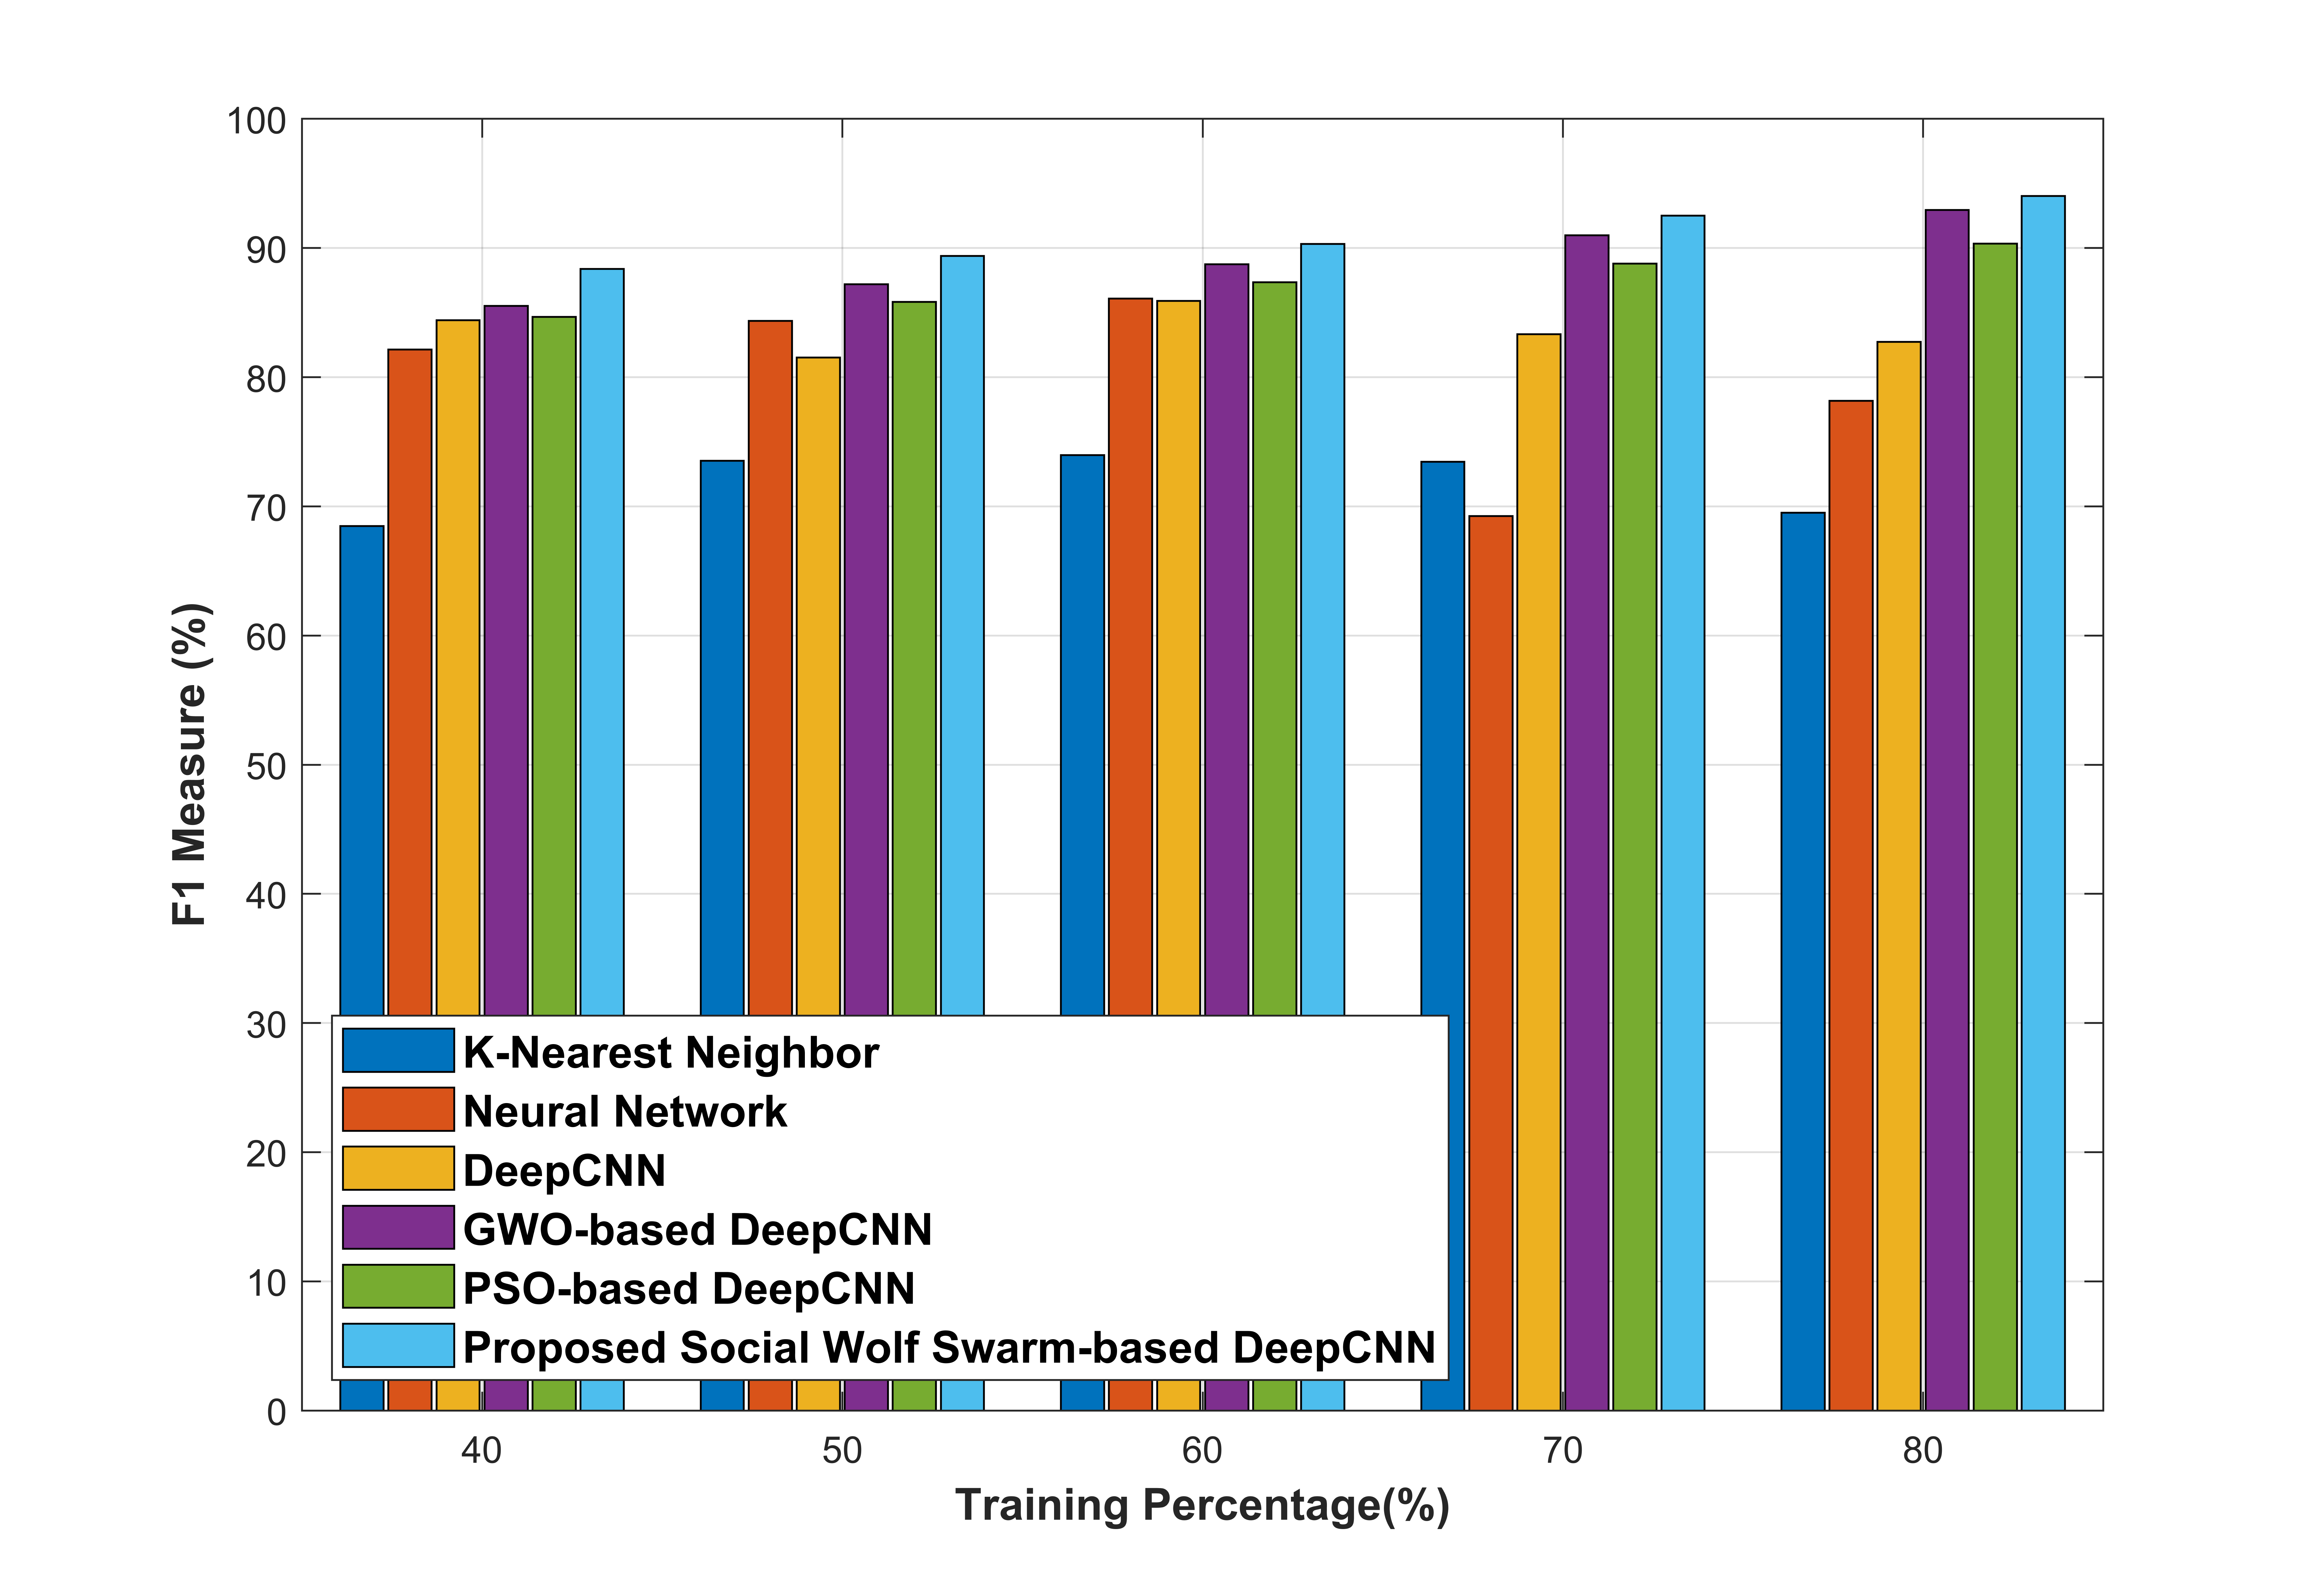 100
90
80
70
60
50
40
30
20
10
0
F1 Measure (%)
K-Nearest Neighbor
Neural Network
DeepCNN
GWO-based DeepCNN
PSO-based DeepCNN
Proposed Social Wolf Swarm-based DeepCNN
40 50 60 70 80
Training Percentage(%)